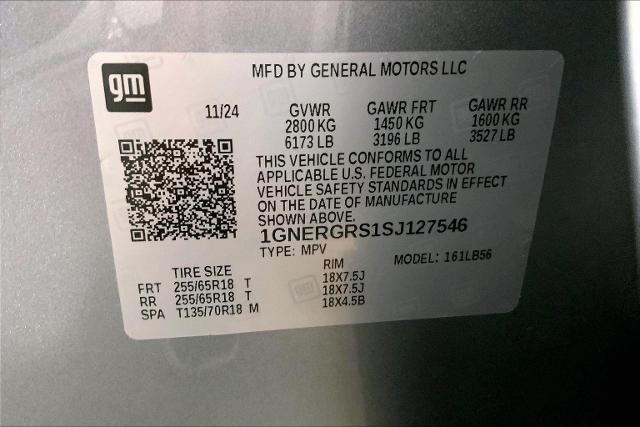 gm
MFD BY GENERAL MOTORS LLC
11/24 GVWR GAWR FRT GAWR RR
2800 KG 1450 KG 1600 KG
6173 LB 3196 LB 3527 LB
THIS VEHICLE CONFORMS TO ALL
APPLICABLE U.S. FEDERAL MOTOR
VEHICLE SAFETY STANDARDS IN EFFECT
ON THE DATE OF MANUFACTURE
SHOWN ABOVE.
1GNERGRS1SJ127546
TYPE: MPV MODEL: 161LB56
TIRE SIZE RIM
FRT 255/65R18 T 18X7.5J
RR 255/65R18 T 18X7.5J
SPA T135/70R18 M 18X4.5B